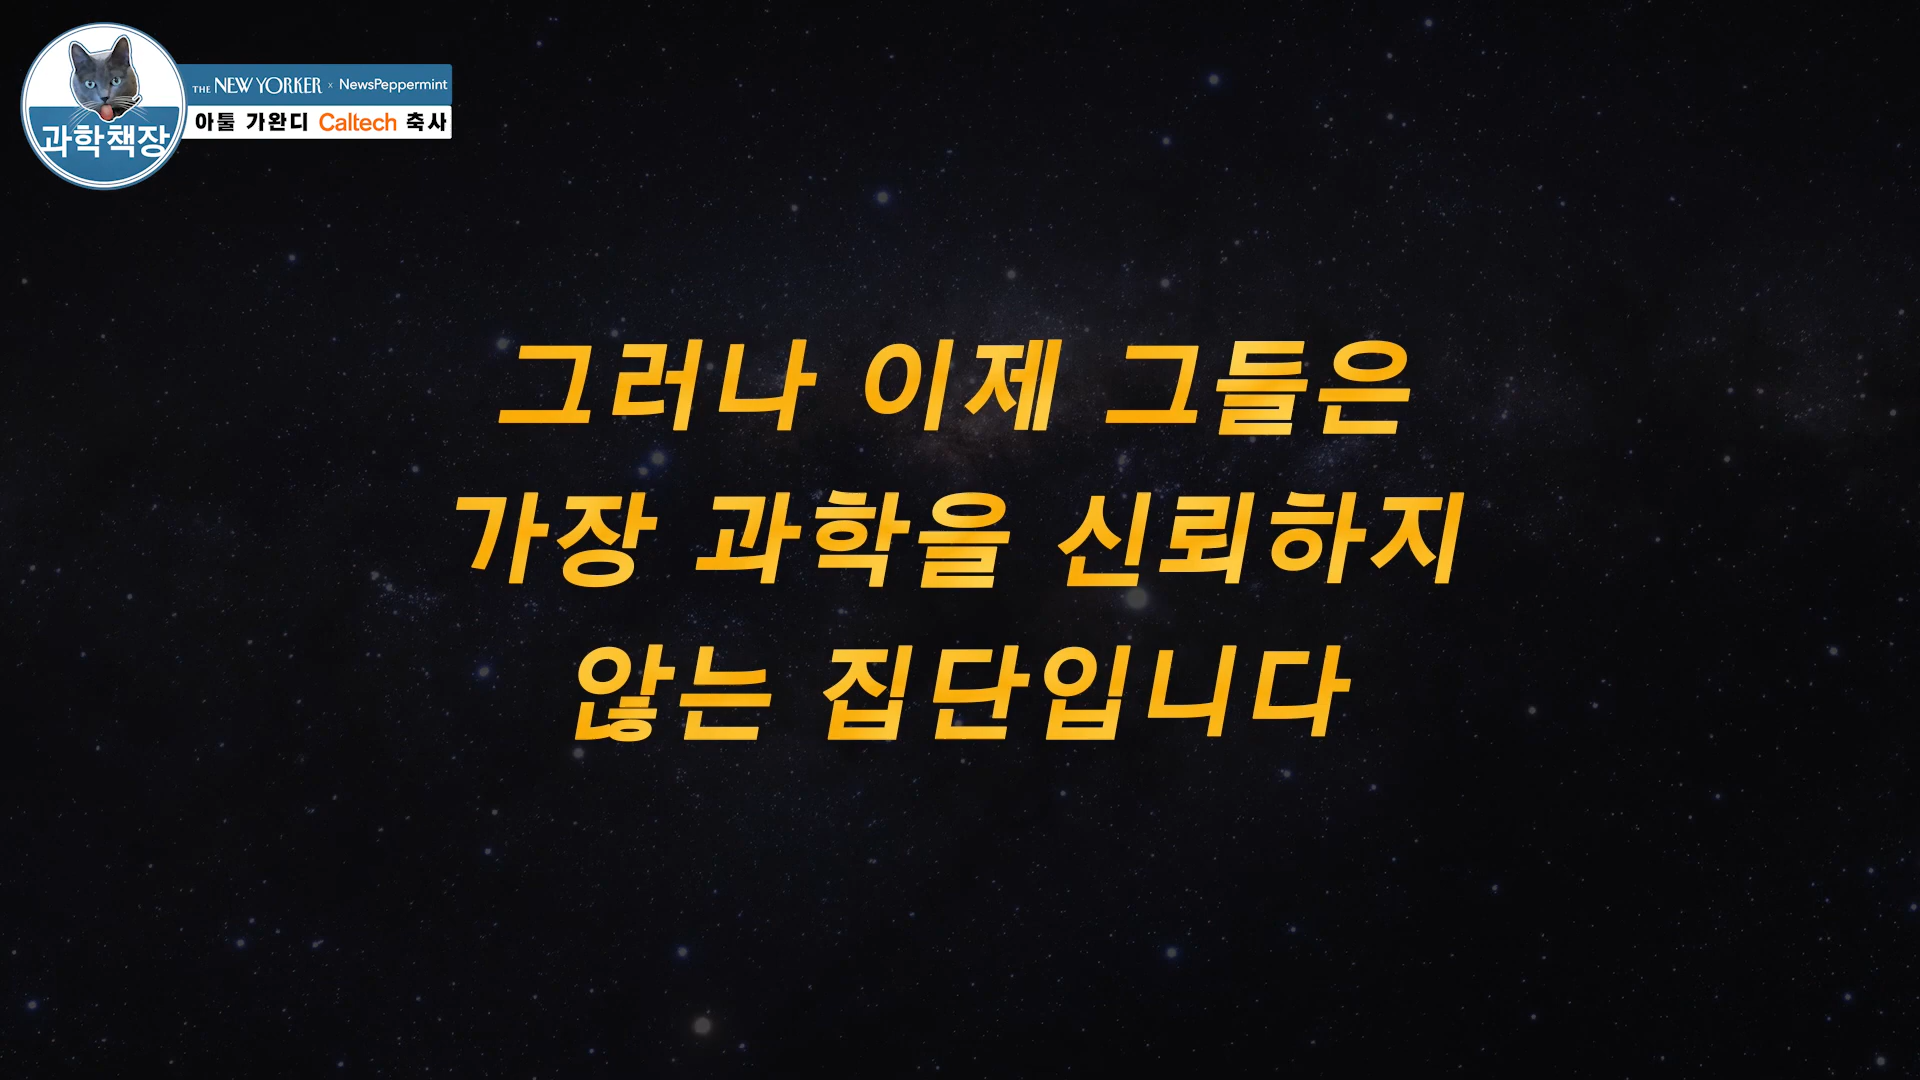 THE NEW YORKER x NewsPeppermint
과학책장
아툴 가완디 Caltech 축사
그러나 이제 그들은
가장 과학을 신뢰하지
않는 집단입니다